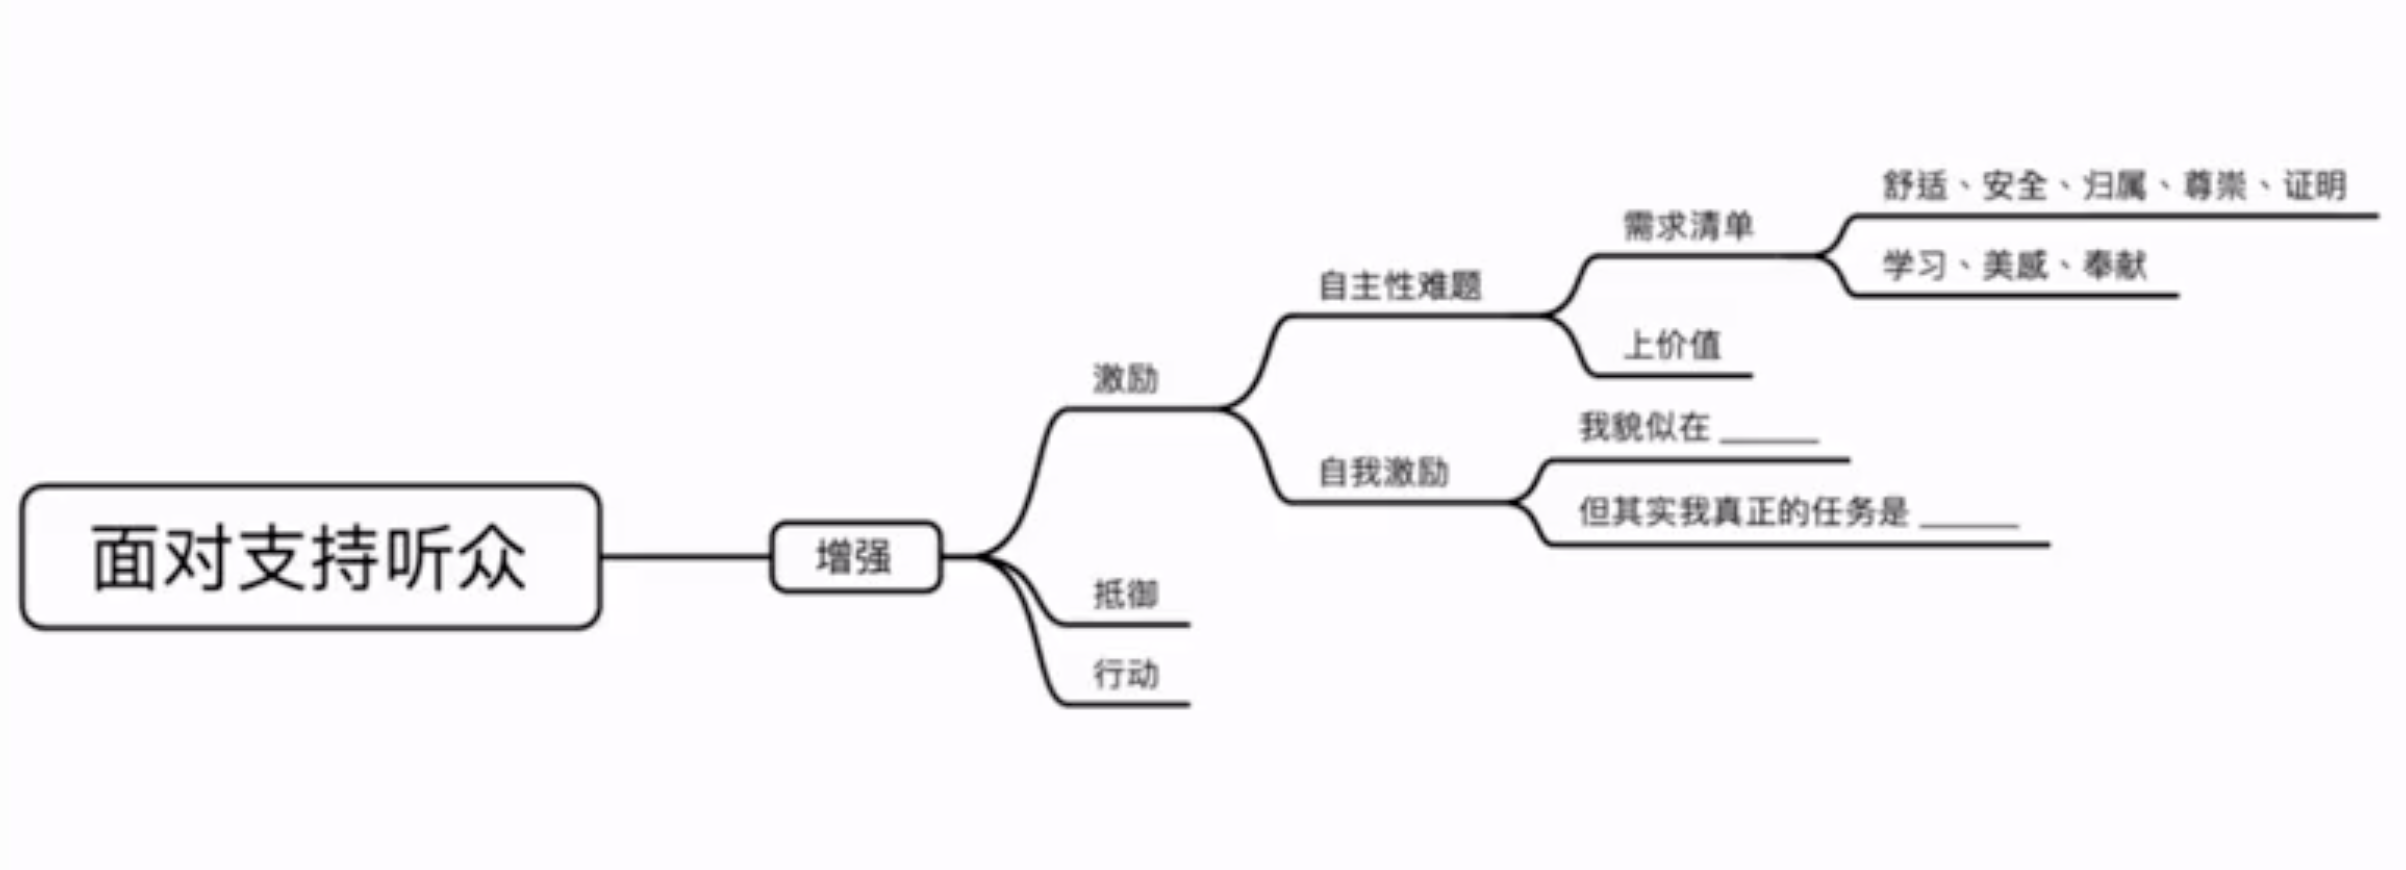 面对支持听众
增强
激励
自主性难题
需求清单
舒适、安全、归属、尊崇、证明
学习、美感、奉献
上价值
自我激励
我貌似在 _____
但其实我真正的任务是 _____
抵御
行动